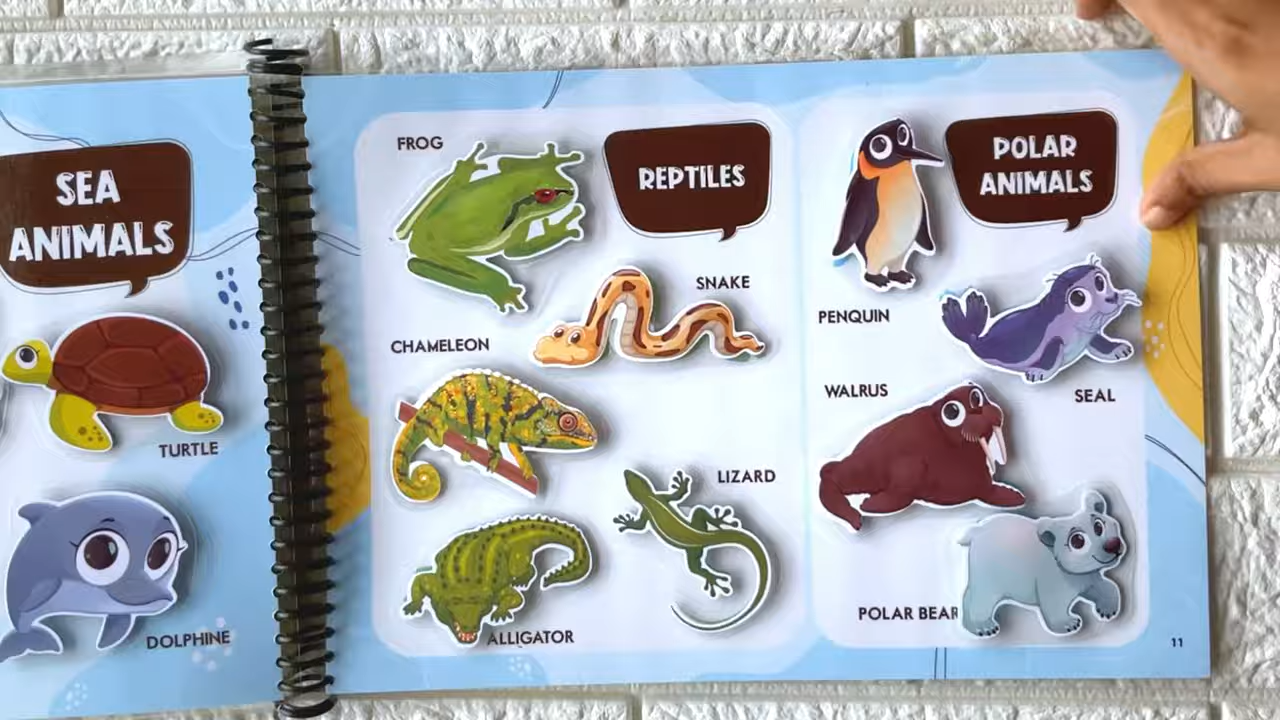 SEA
ANIMALS
TURTLE
DOLPHINE
REPTILES
FROG
SNAKE
CHAMELEON
LIZARD
ALLIGATOR
POLAR
ANIMALS
PENQUIN
SEAL
WALRUS
POLAR BEAR
11